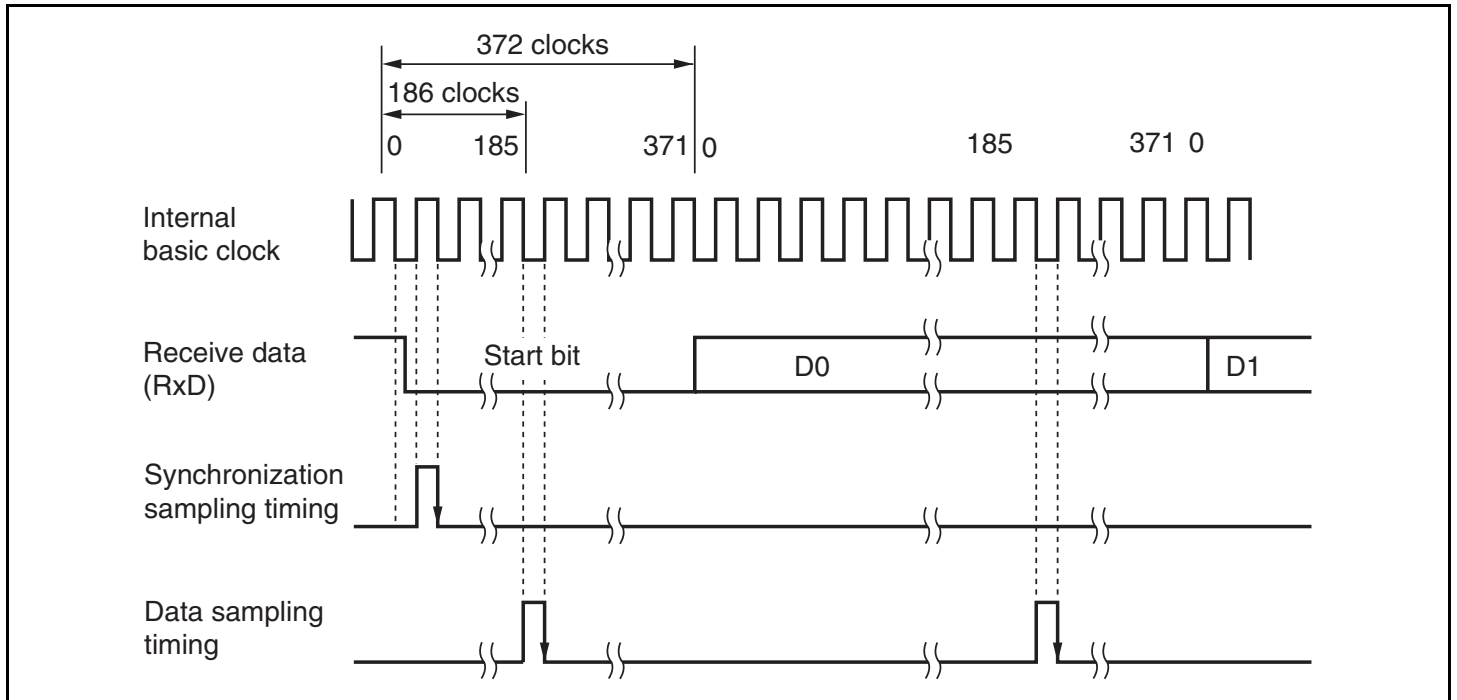 372 clocks
186 clocks
0 185 371 0 185 371 0
Internal
basic clock
Receive data
(RxD)
Start bit
D0
D1
Synchronization
sampling timing
Data sampling
timing